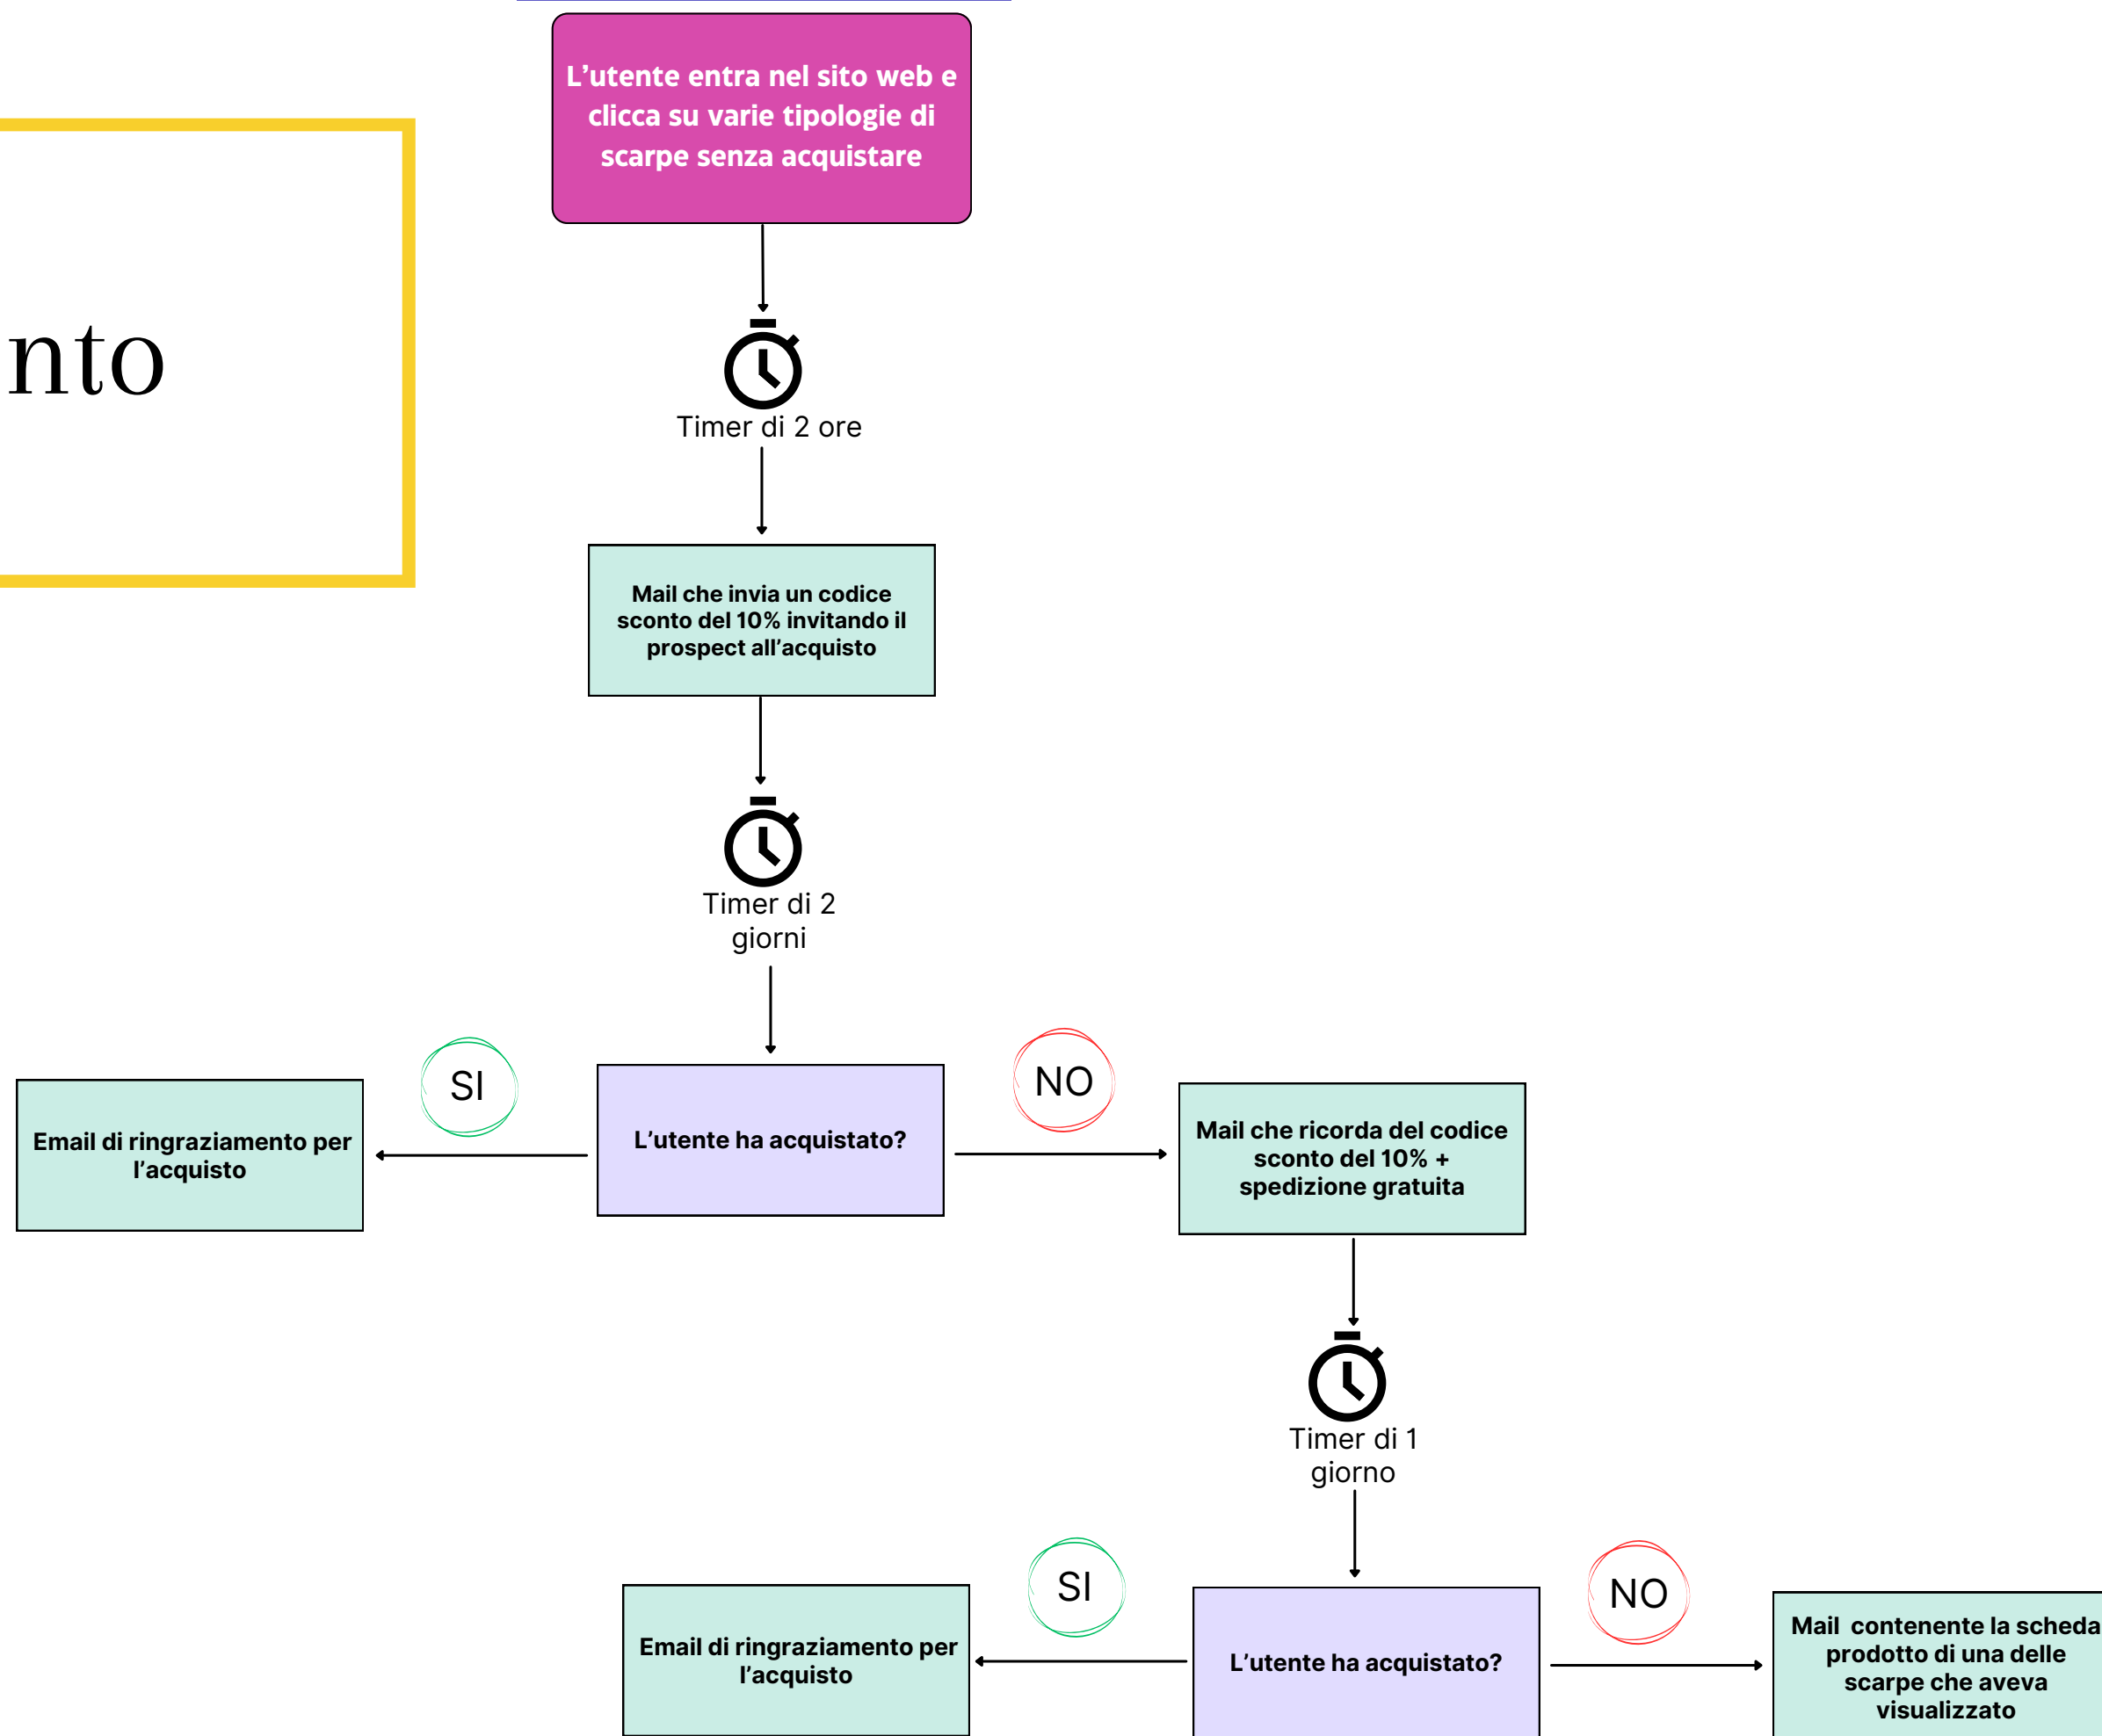 L’utente entra nel sito web e
clicca su varie tipologie di
scarpe senza acquistare
nto
Timer di 2 ore
Mail che invia un codice
sconto del 10% invitando il
prospect all’acquisto
Timer di 2
giorni
SI
NO
Email di ringraziamento per
l’acquisto
L’utente ha acquistato?
Mail che ricorda del codice
sconto del 10% +
spedizione gratuita
Timer di 1
giorno
SI
NO
Email di ringraziamento per
l’acquisto
L’utente ha acquistato?
Mail contenente la scheda
prodotto di una delle
scarpe che aveva
visualizzato